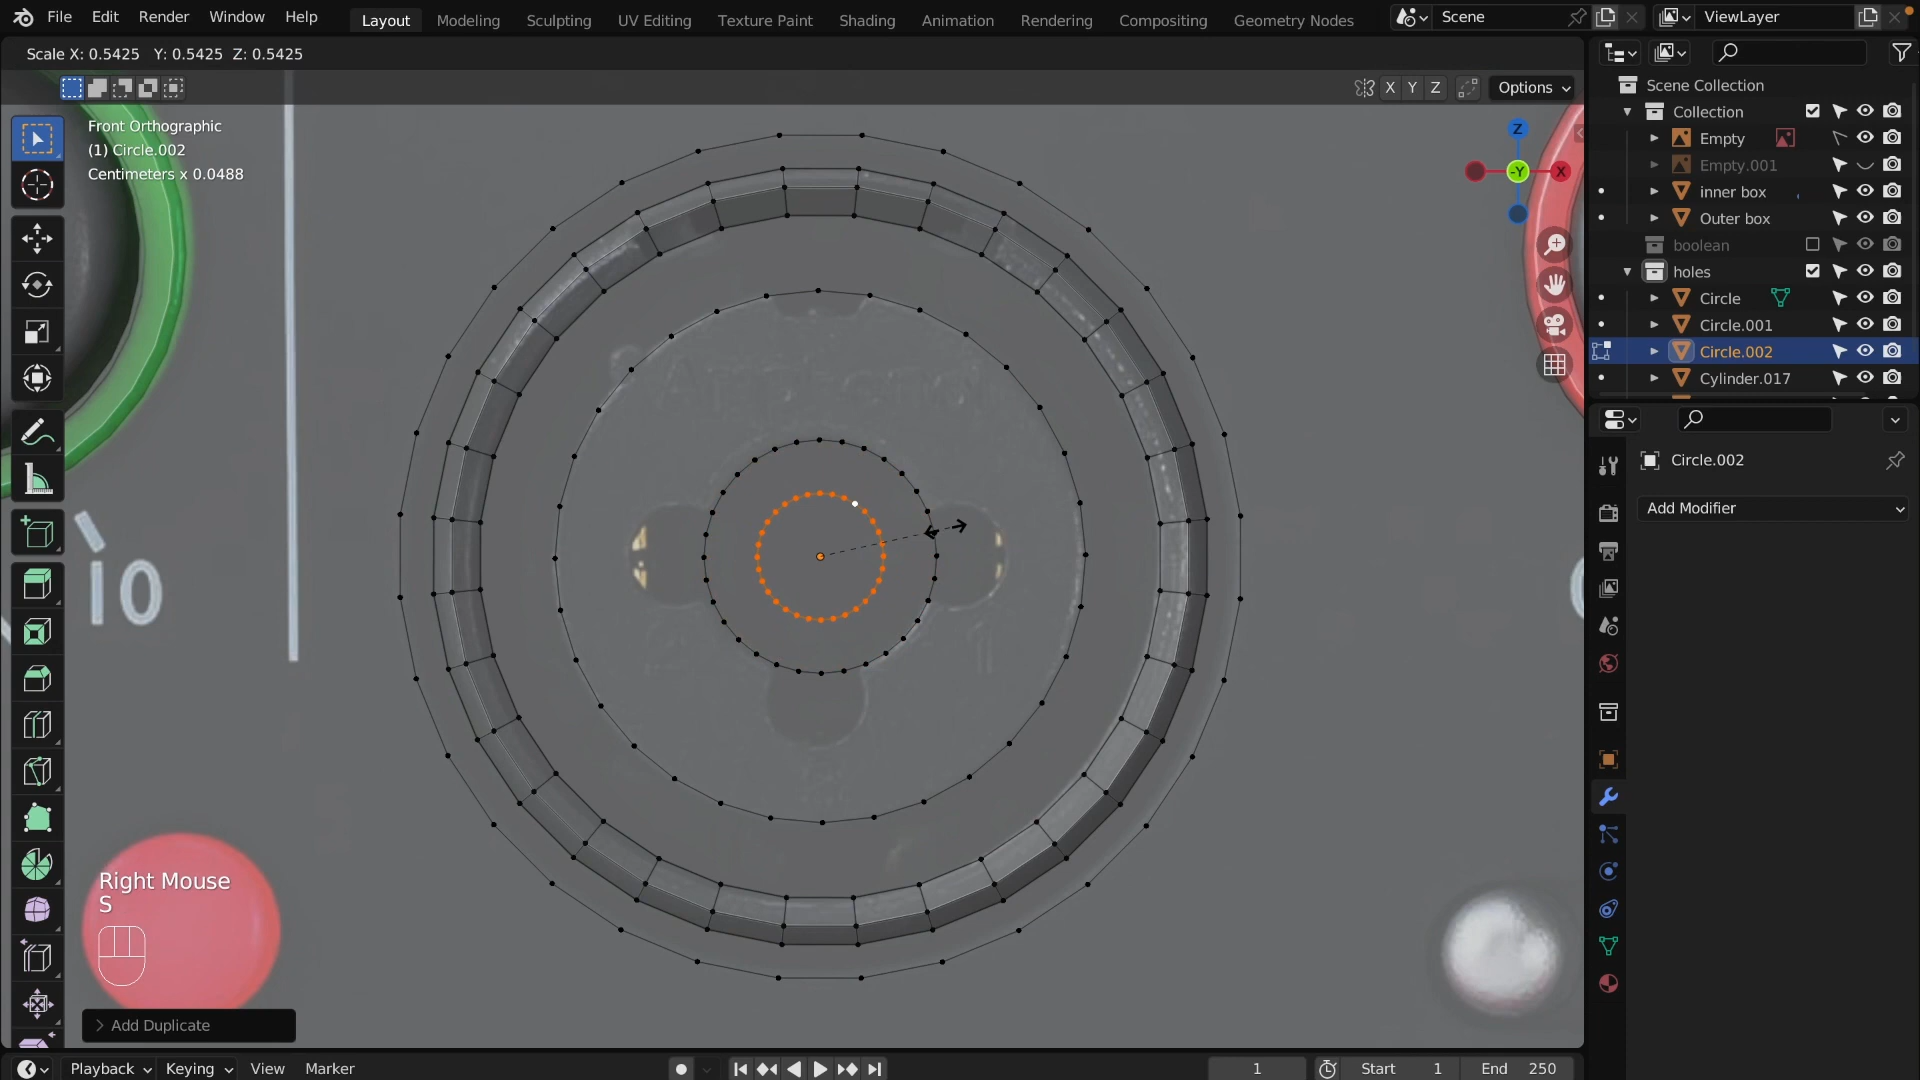 File Edit Render Window Help Layout Modeling Sculpting UV Editing Texture Paint Shading Animation Rendering Compositing Geometry Nodes Scene ViewLayer
Scale X: 0.5425 Y: 0.5425 Z: 0.5425
X Y Z Options
Front Orthographic
(1) Circle.002
Centimeters x 0.0488
Z
-Y X
Scene Collection
Collection
Empty
Empty.001
inner box
Outer box
boolean
holes
Circle
Circle.001
Circle.002
Cylinder.017
Circle.002
Add Modifier
10
Right Mouse
S
Add Duplicate
Playback Keying View Marker 1 Start 1 End 250